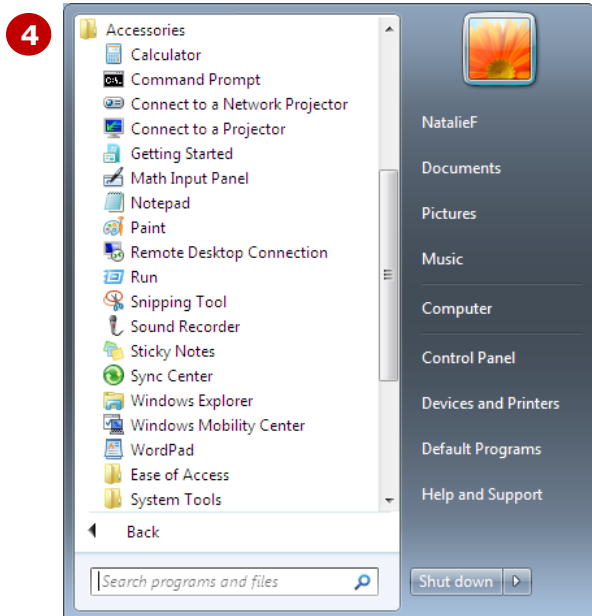 4
Accessories
Calculator
C:\.
Command Prompt
Connect to a Network Projector
Connect to a Projector
Getting Started
Math Input Panel
Notepad
Paint
Remote Desktop Connection
Run
Snipping Tool
Sound Recorder
Sticky Notes
Sync Center
Windows Explorer
Windows Mobility Center
WordPad
Ease of Access
System Tools
Back
Search programs and files
NatalieF
Documents
Pictures
Music
Computer
Control Panel
Devices and Printers
Default Programs
Help and Support
Shut down